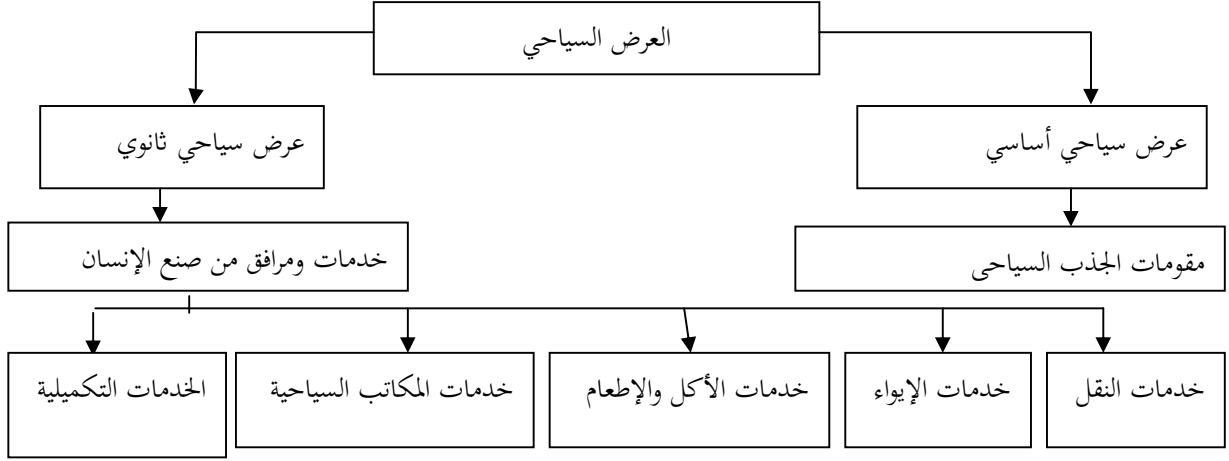 العرض السياحي
عرض سياحي أساسي
عرض سياحي ثانوي
مقومات الجذب السياحى
خدمات ومرافق من صنع الإنسان
خدمات النقل
خدمات الإيواء
خدمات الأكل والإطعام
خدمات المكاتب السياحية
الخدمات التكميلية